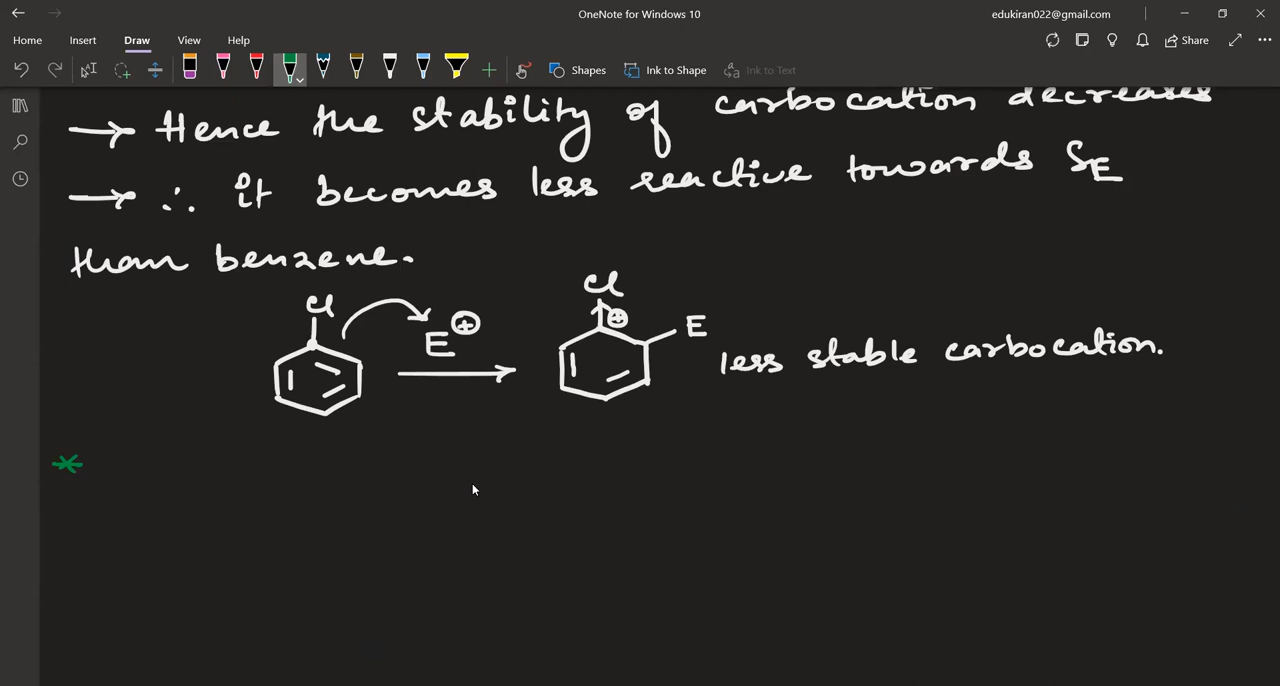 OneNote for Windows 10
edukiran022@gmail.com
Home Insert Draw View Help
Share
Shapes Ink to Shape Ink to Text
→ Hence the stability of carbocation decreases
→ ∴ it becomes less reactive towards SE
than benzene.
Cl
E⊕
Cl
⊕
E
less stable carbocation.